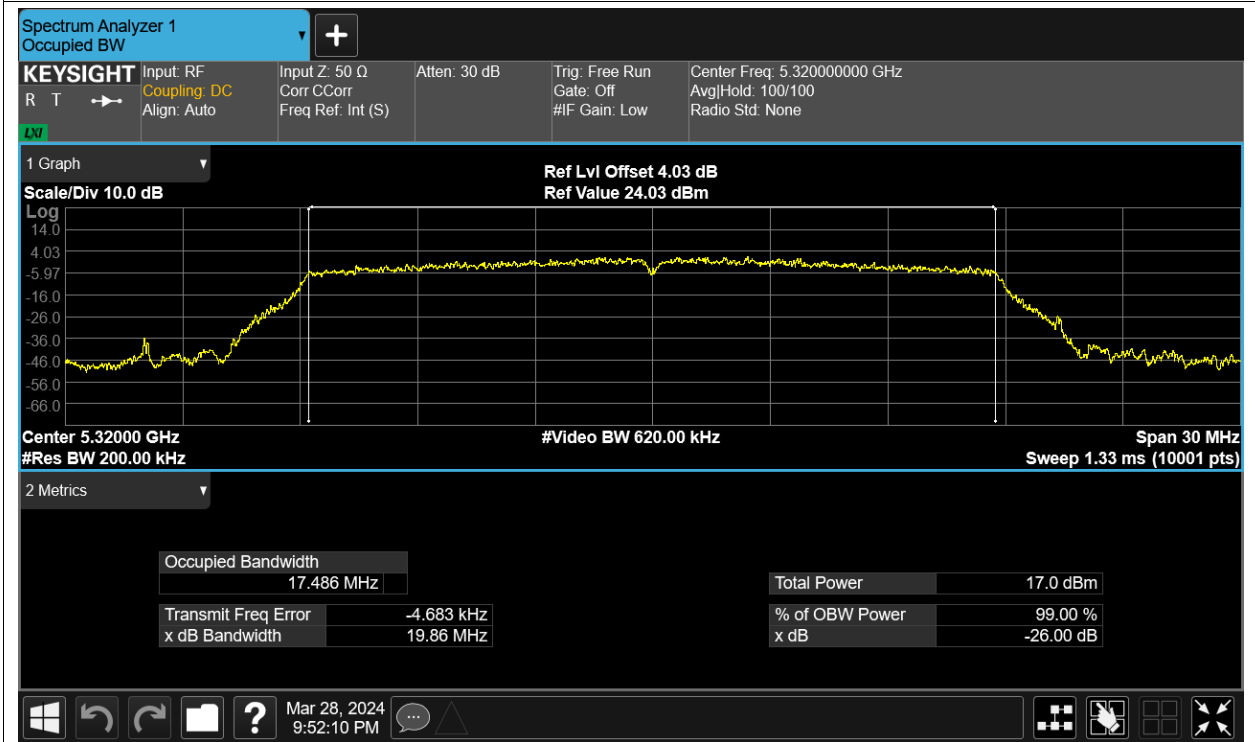 Spectrum Analyzer 1
Occupied BW
KEYSIGHT
R T
LXI
Input: RF
Coupling: DC
Align: Auto
Input Z: 50 Ω
Corr CCorr
Freq Ref: Int (S)
Atten: 30 dB
Trig: Free Run
Gate: Off
#IF Gain: Low
Center Freq: 5.320000000 GHz
Avg|Hold: 100/100
Radio Std: None
1 Graph
Scale/Div 10.0 dB
Ref Lvl Offset 4.03 dB
Ref Value 24.03 dBm
Log
14.0
4.03
-5.97
-16.0
-26.0
-36.0
-46.0
-56.0
-66.0
Center 5.32000 GHz
#Res BW 200.00 kHz
#Video BW 620.00 kHz
Span 30 MHz
Sweep 1.33 ms (10001 pts)
2 Metrics
Occupied Bandwidth
17.486 MHz
Transmit Freq Error -4.683 kHz
x dB Bandwidth 19.86 MHz
Total Power 17.0 dBm
% of OBW Power 99.00 %
x dB -26.00 dB
?
Mar 28, 2024
9:52:10 PM